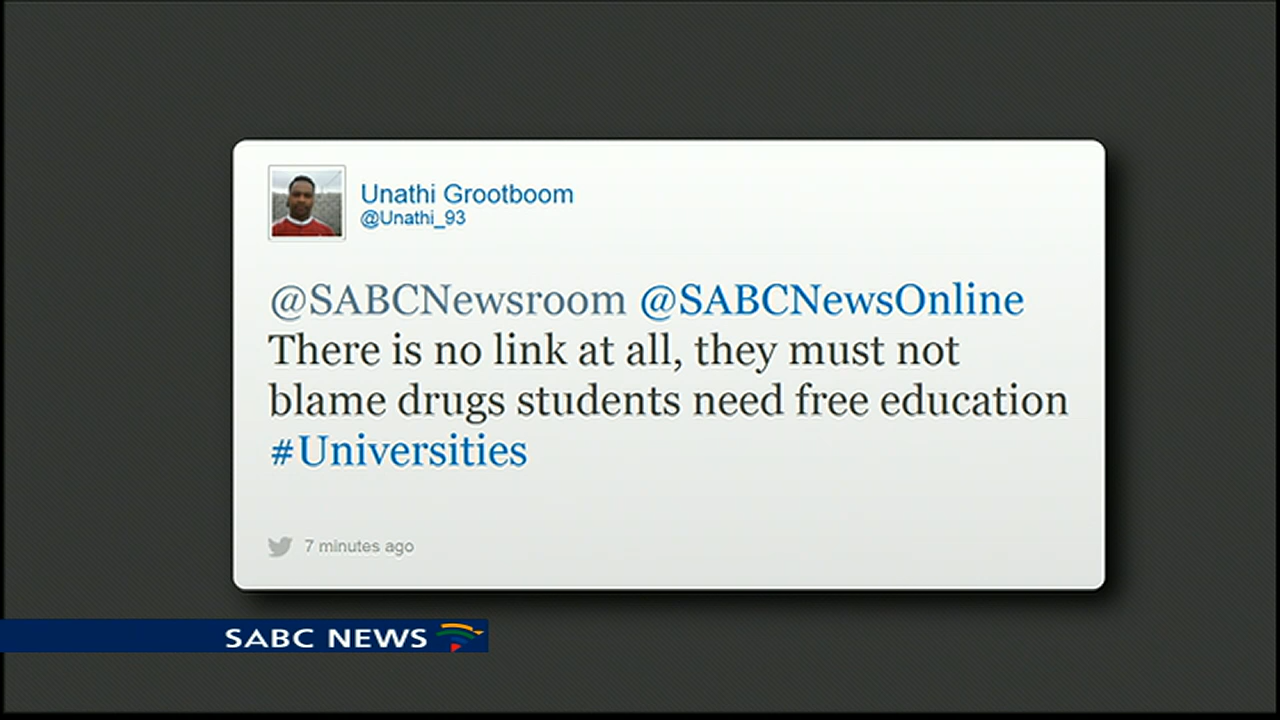 Unathi Grootboom
@Unathi_93
@SABCNewsroom @SABCNewsOnline
There is no link at all, they must not
blame drugs students need free education
#Universities
7 minutes ago
SABC NEWS